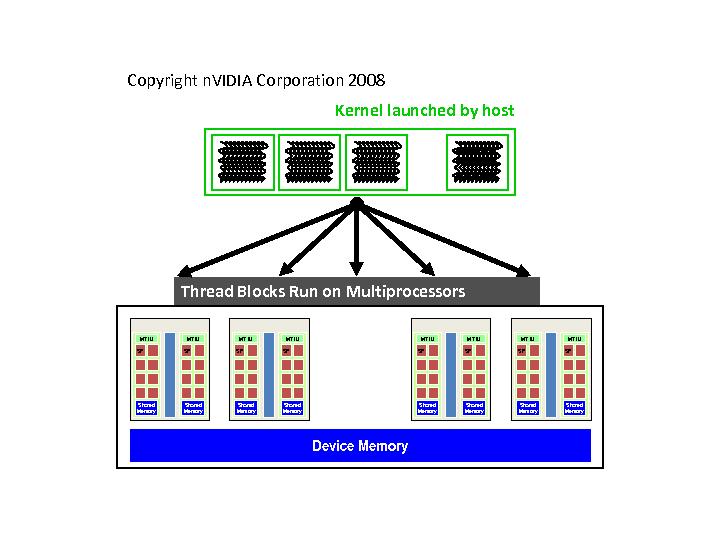 Copyright nVIDIA Corporation 2008
Kernel launched by host
Thread Blocks Run on Multiprocessors
MT IU MT IU MT IU MT IU MT IU MT IU MT IU MT IU
SP SP SP SP SP SP SP SP
Shared Shared Shared Shared Shared Shared Shared Shared
Memory Memory Memory Memory Memory Memory Memory Memory
Device Memory